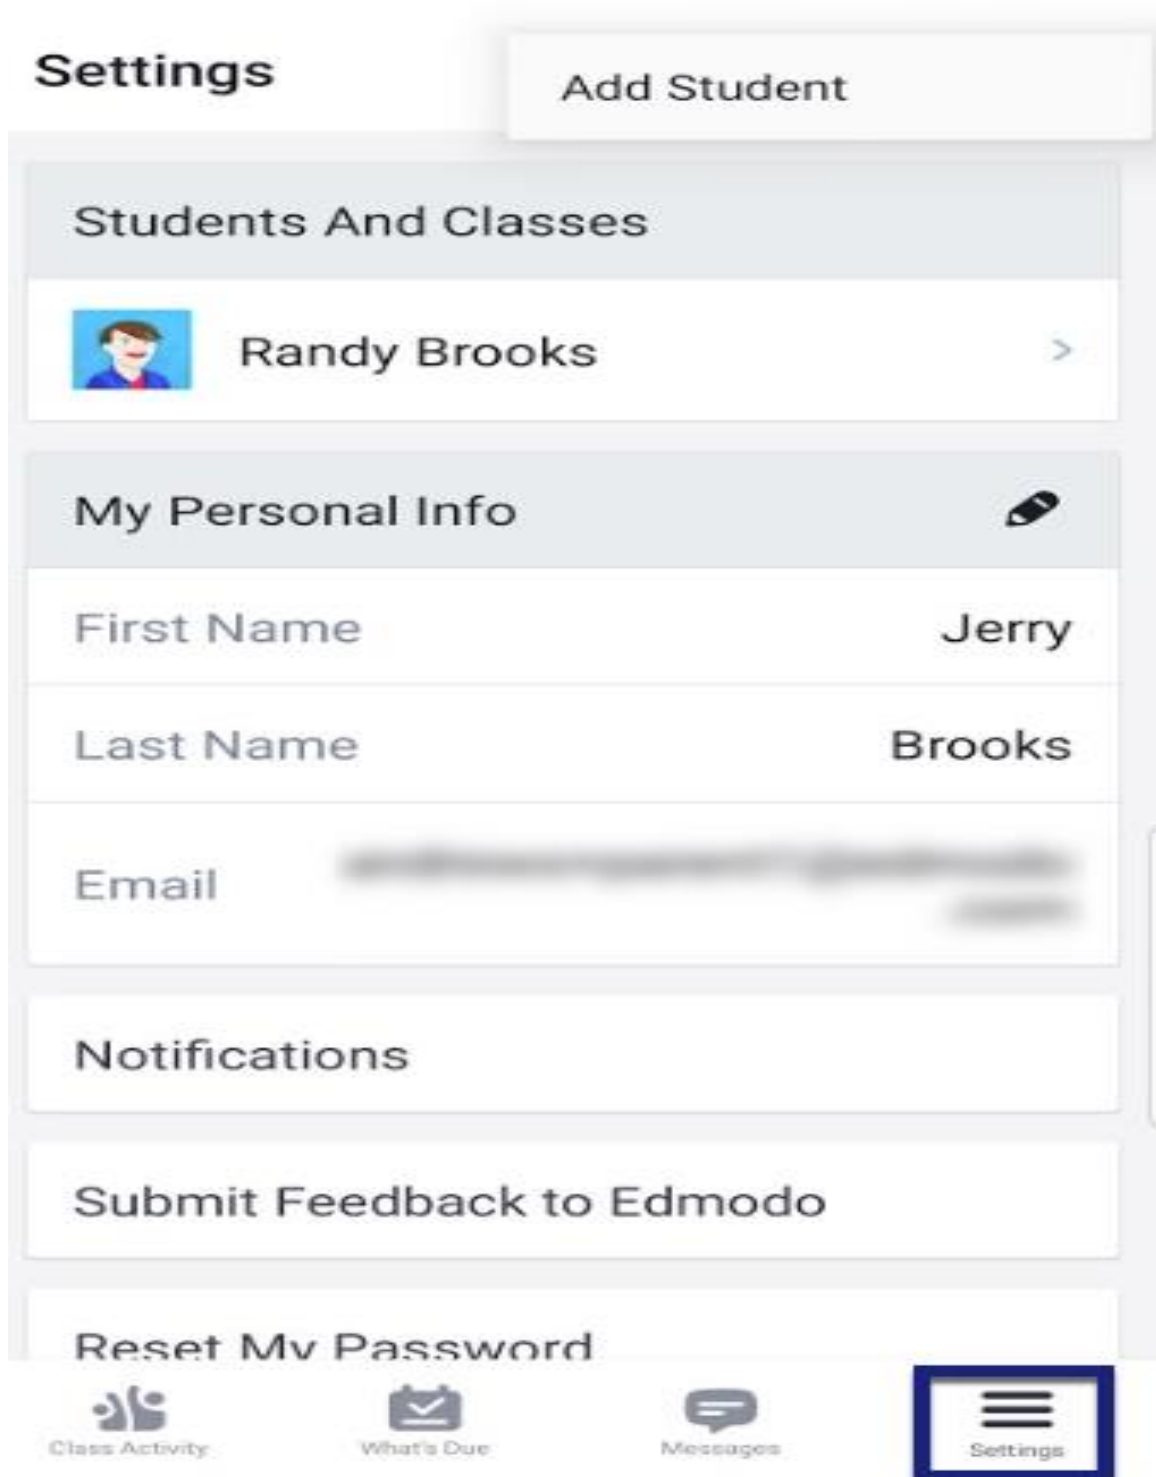 Settings
Add Student
Students And Classes
Randy Brooks
My Personal Info
First Name
Jerry
Last Name
Brooks
Email
Notifications
Submit Feedback to Edmodo
Reset My Password
Class Activity
What's Due
Messages
Settings